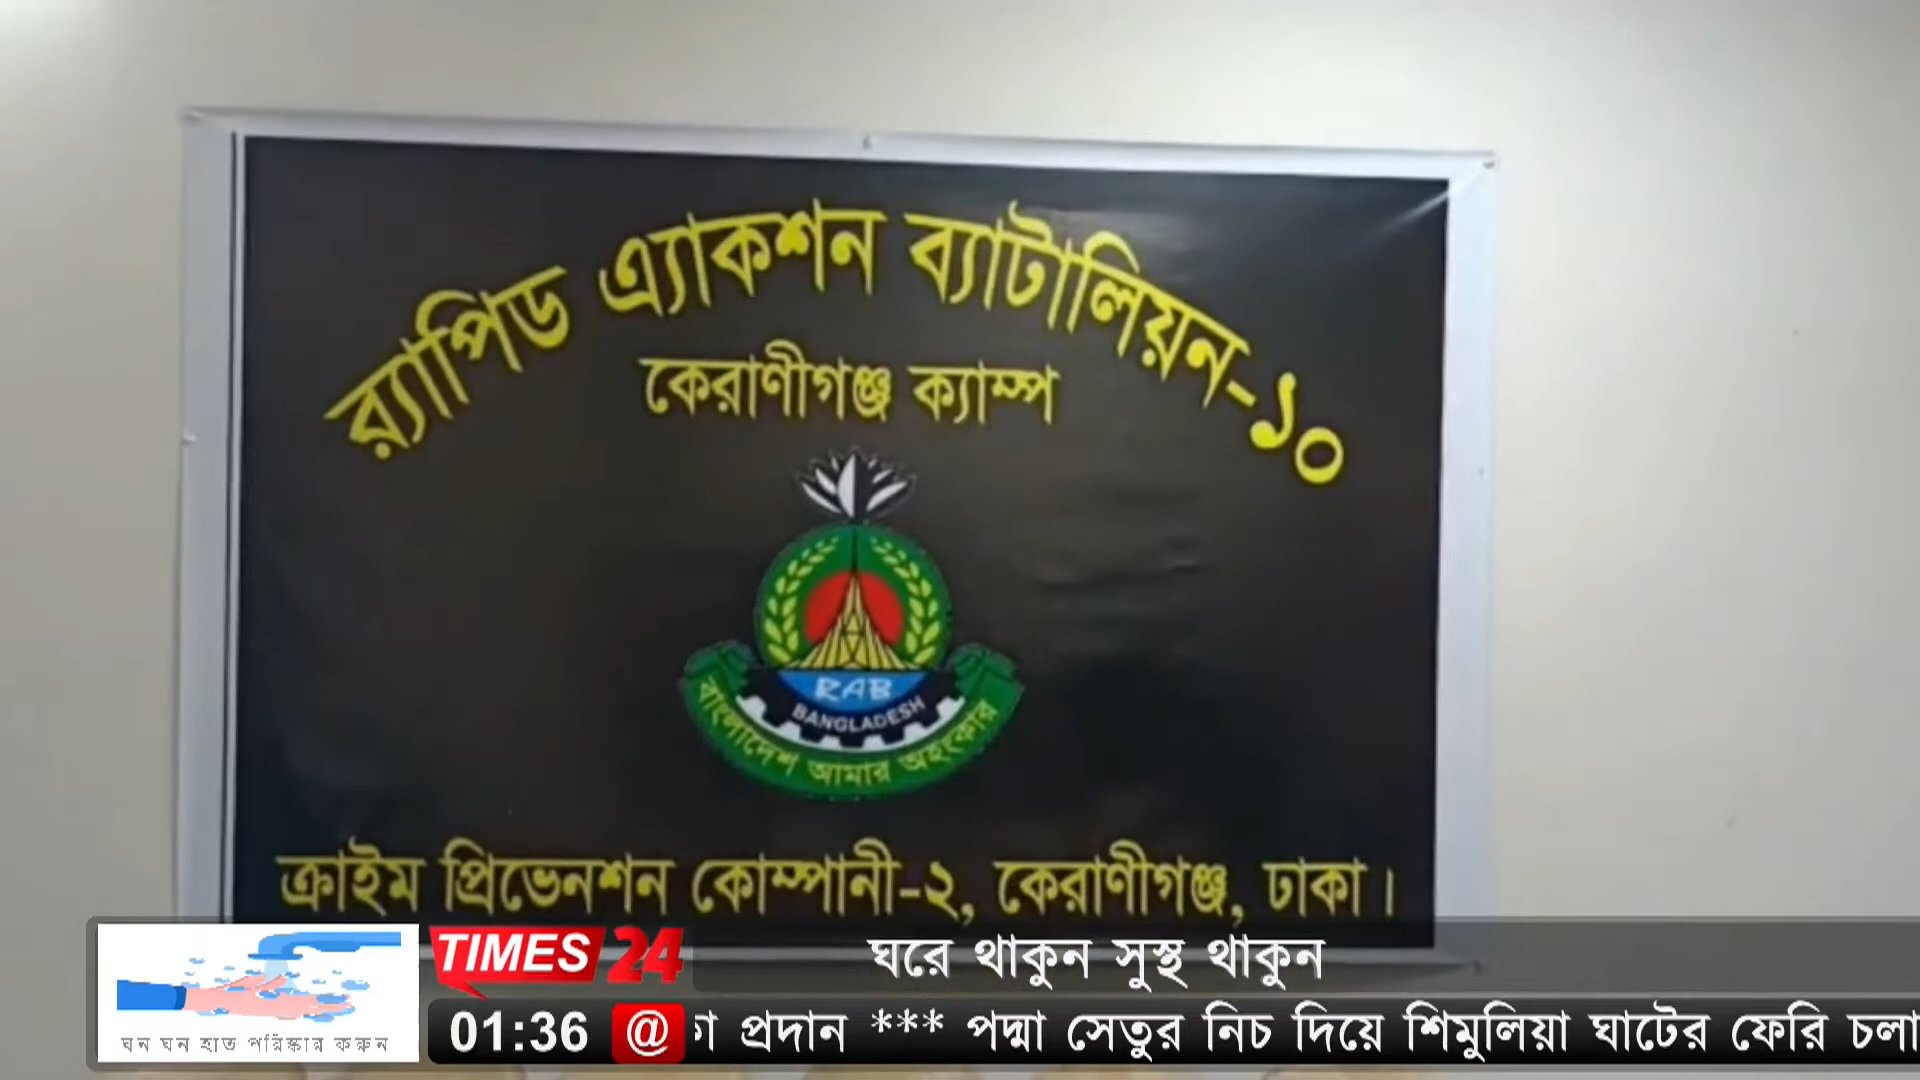 র‍্যাপিড এ্যাকশন ব্যাটালিয়ন-১০
কেরাণীগঞ্জ ক্যাম্প
RAB
BANGLADESH
বাংলাদেশ আমার অহংকার
ক্রাইম প্রিভেনশন কোম্পানী-২, কেরাণীগঞ্জ, ঢাকা।
TIMES 24
ঘরে থাকুন সুস্থ থাকুন
ঘন ঘন হাত পরিষ্কার করুন
01:36 @ প্রদান *** পদ্মা সেতুর নিচ দিয়ে শিমুলিয়া ঘাটের ফেরি চলা